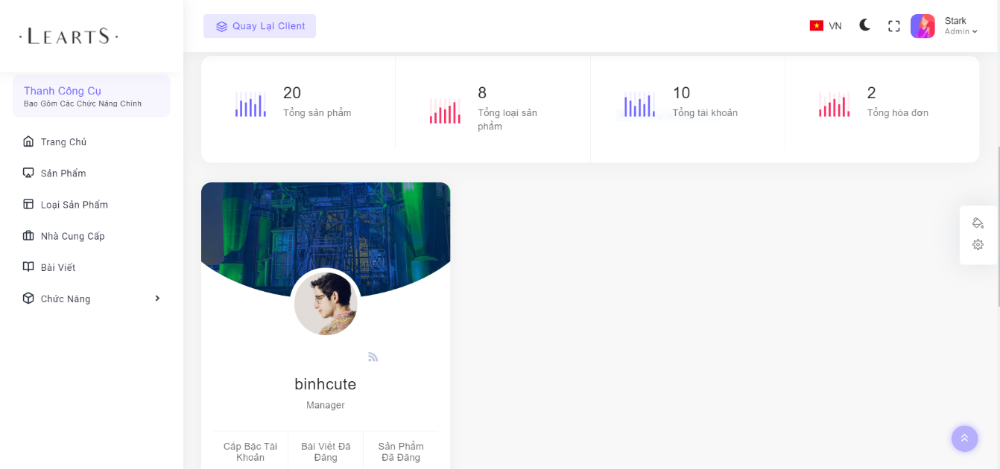 · LEARTS ·
Thanh Công Cụ
Bao Gồm Các Chức Năng Chính
Trang Chủ
Sản Phẩm
Loại Sản Phẩm
Nhà Cung Cấp
Bài Viết
Chức Năng
Quay Lại Client
VN
Stark
Admin
20
Tổng sản phẩm
8
Tổng loại sản
phẩm
10
Tổng tài khoản
2
Tổng hóa đơn
binhcute
Manager
Cấp Bậc Tài
Khoản
Bài Viết Đã
Đăng
Sản Phẩm
Đã Đăng